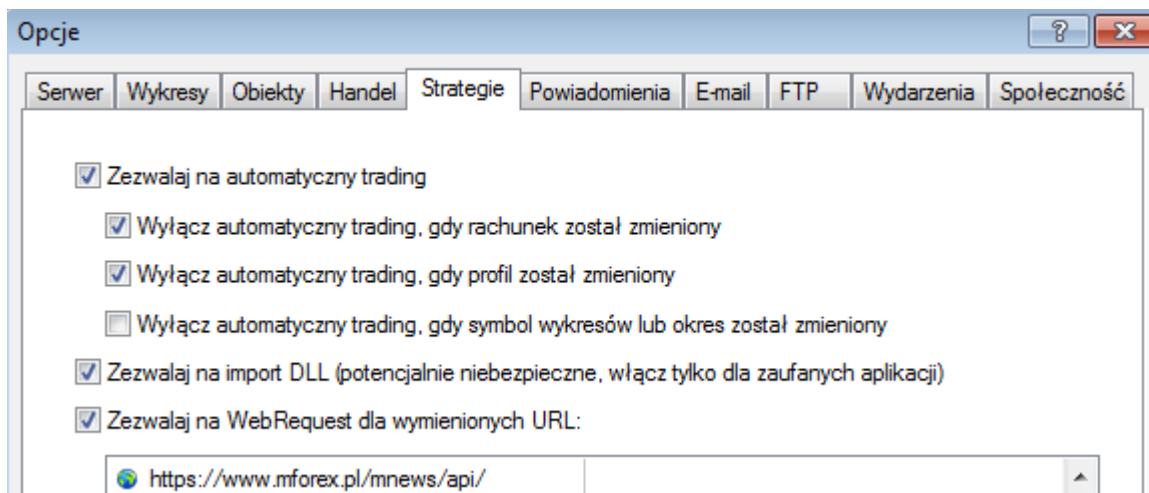 Opcje
Serwer Wykresy Obiekty Handel Strategie Powiadomienia E-mail FTP Wydarzenia Społeczność
Zezwalaj na automatyczny trading
Wyłącz automatyczny trading, gdy rachunek został zmieniony
Wyłącz automatyczny trading, gdy profil został zmieniony
Wyłącz automatyczny trading, gdy symbol wykresów lub okres został zmieniony
Zezwalaj na import DLL (potencjalnie niebezpieczne, włącz tylko dla zaufanych aplikacji)
Zezwalaj na WebRequest dla wymienionych URL:
https://www.mforex.pl/mnews/api/